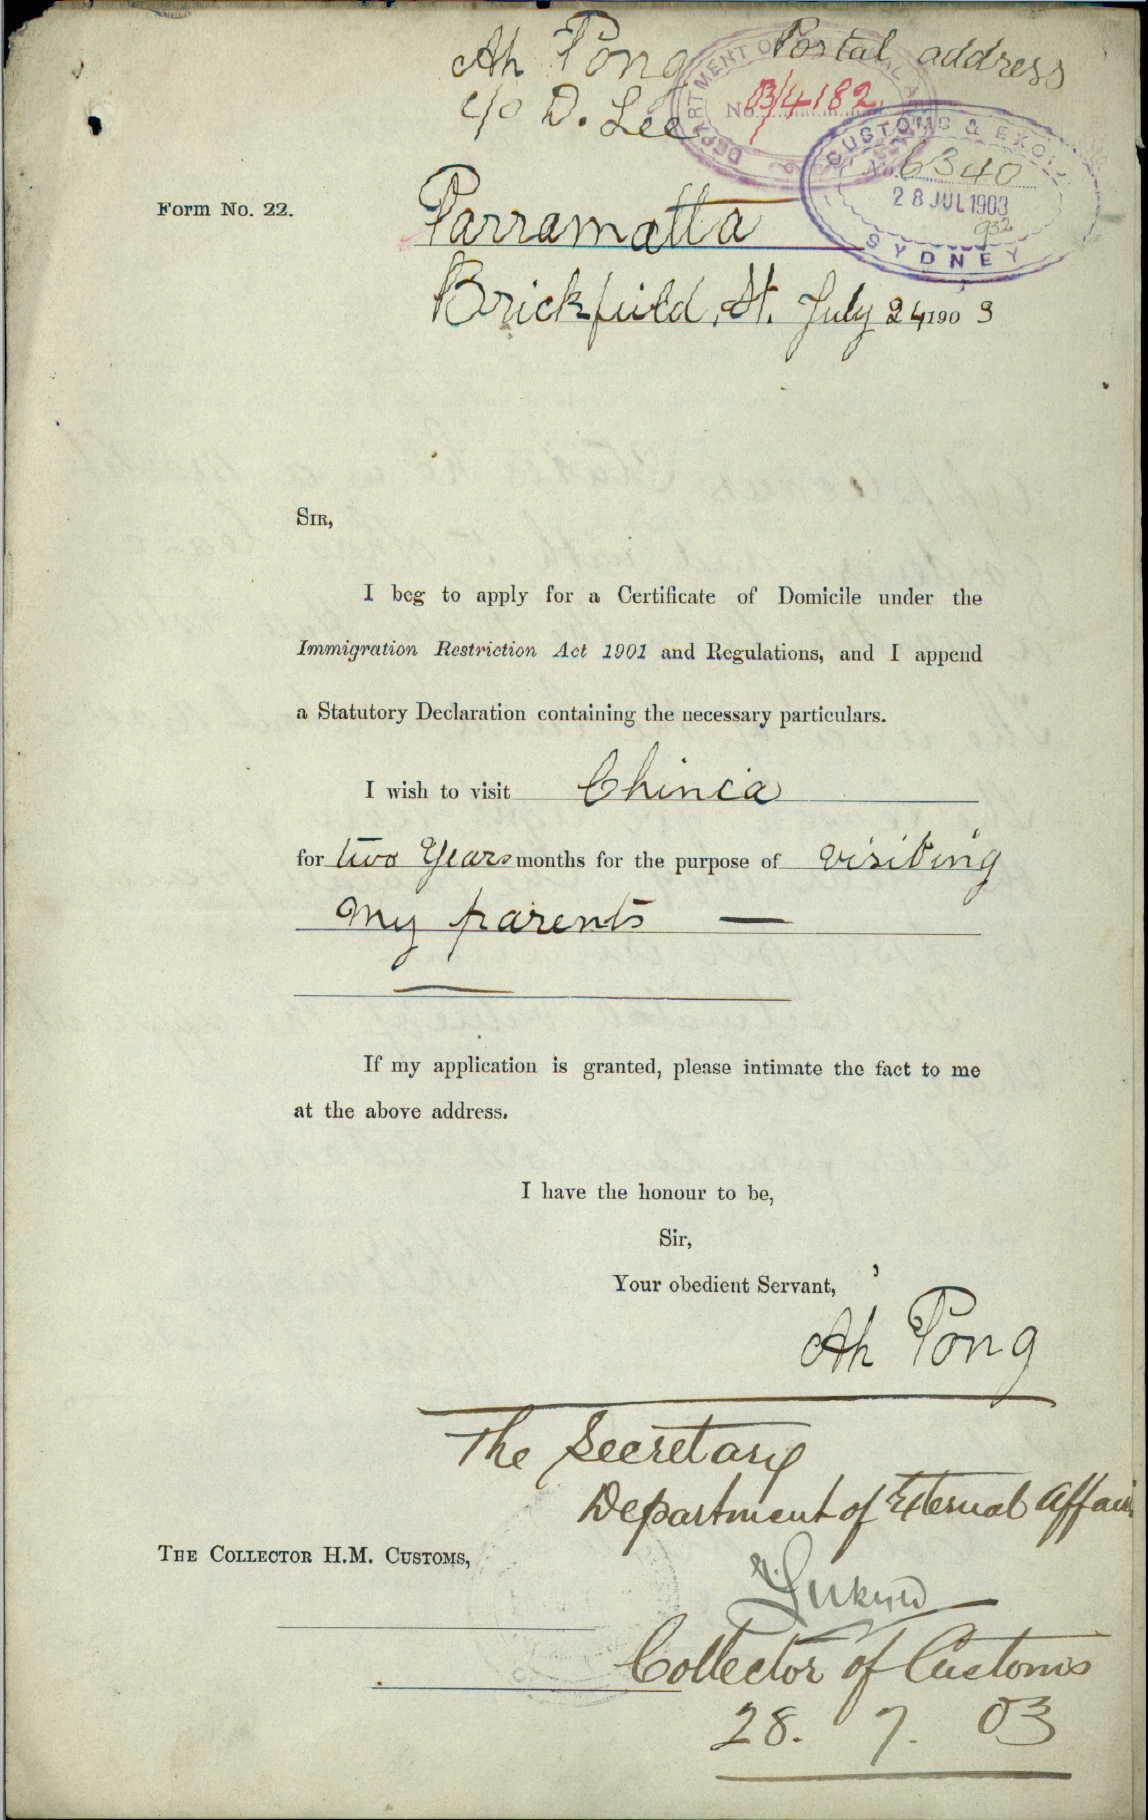 Ah Pong Postal address
c/o D. Lee
DEPARTMENT OF
No. 03/4182
CUSTOMS & EXCISE
No. 6340
28 JUL 1903
932
SYDNEY
Form No. 22.
Parramatta
Brickfield, St. July 24 1903
SIR,
I beg to apply for a Certificate of Domicile under the
Immigration Restriction Act 1901 and Regulations, and I append
a Statutory Declaration containing the necessary particulars.
I wish to visit Chinia
for two Years months for the purpose of visiting
My parents —
If my application is granted, please intimate the fact to me
at the above address.
I have the honour to be,
Sir,
Your obedient Servant,
Ah Pong
The Secretary
Department of External Affairs
THE COLLECTOR H.M. CUSTOMS,
Collector of Customs
28. 7. 03